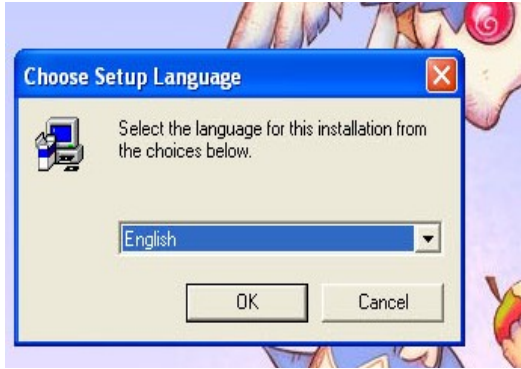 Choose Setup Language
Select the language for this installation from
the choices below.
English
OK
Cancel